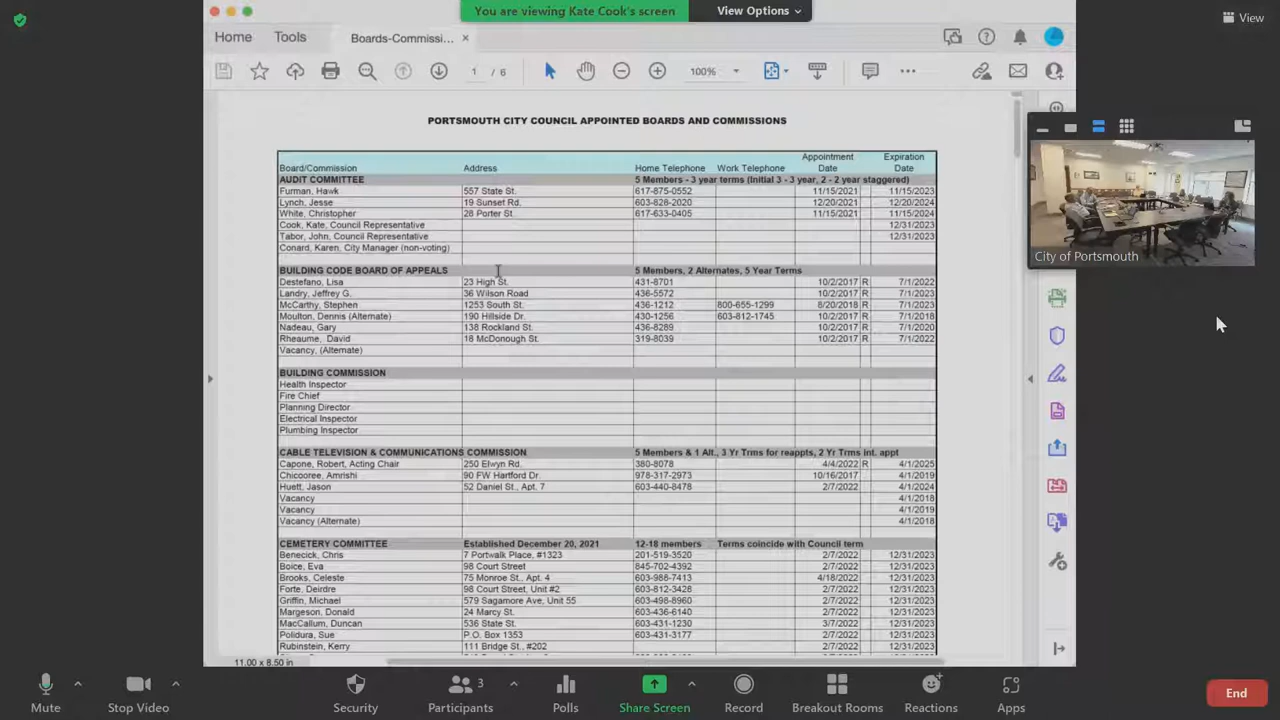 You are viewing Kate Cook's screen View Options
View
Home Tools Boards-Commissi... ×
1 / 6 100%
PORTSMOUTH CITY COUNCIL APPOINTED BOARDS AND COMMISSIONS
Board/Commission Address Home Telephone Work Telephone Appointment Date Expiration Date
AUDIT COMMITTEE 5 Members - 3 year terms (Initial 3 - 3 year, 2 - 2 year staggered)
Furman, Hawk 557 State St. 617-875-0552 11/15/2021 11/15/2023
Lynch, Jesse 19 Sunset Rd. 603-828-2020 12/20/2021 12/20/2024
White, Christopher 28 Porter St. 617-633-0405 11/15/2021 11/15/2024
Cook, Kate, Council Representative 12/31/2023
Tabor, John, Council Representative 12/31/2023
Conard, Karen, City Manager (non-voting)
BUILDING CODE BOARD OF APPEALS 5 Members, 2 Alternates, 5 Year Terms
Destefano, Lisa 23 High St. 431-8701 10/2/2017 R 7/1/2022
Landry, Jeffrey G. 36 Wilson Road 436-5572 10/2/2017 R 7/1/2022
McCarthy, Stephen 1253 South St. 436-1212 800-655-1299 8/20/2018 R 7/1/2022
Moulton, Dennis (Alternate) 190 Hillside Dr. 430-1256 603-812-1745 10/2/2017 R 7/1/2018
Nadeau, Gary 138 Rockland St. 436-8289 10/2/2017 R 7/1/2020
Rheaume, David 18 McDonough St. 319-8039 10/2/2017 R 7/1/2022
Vacancy, (Alternate)
BUILDING COMMISSION
Health Inspector
Fire Chief
Planning Director
Electrical Inspector
Plumbing Inspector
CABLE TELEVISION & COMMUNICATIONS COMMISSION 5 Members & 1 Alt., 3 Yr Trms for reappts, 2 Yr Trms int. appt
Capone, Robert, Acting Chair 250 Elwyn Rd. 380-8078 4/4/2022 R 4/1/2025
Chicooree, Amrishi 90 FW Hartford Dr. 978-317-2973 10/16/2017 4/1/2019
Huett, Jason 52 Daniel St., Apt. 7 603-440-8478 2/7/2022 4/1/2024
Vacancy 4/1/2018
Vacancy 4/1/2019
Vacancy (Alternate) 4/1/2018
CEMETERY COMMITTEE Established December 20, 2021 12-18 members Terms coincide with Council term
Benecick, Chris 7 Portwalk Place, #1323 201-519-3520 2/7/2022 12/31/2023
Boice, Eva 98 Court Street 845-702-4392 2/7/2022 12/31/2023
Brooks, Celeste 75 Monroe St., Apt. 4 603-988-7413 4/18/2022 12/31/2023
Forte, Deirdre 98 Court Street, Unit #2 603-812-3428 2/7/2022 12/31/2023
Griffin, Michael 579 Sagamore Ave, Unit 55 603-498-8960 2/7/2022 12/31/2023
Margeson, Donald 24 Marcy St. 603-436-6140 2/7/2022 12/31/2023
MacCallum, Duncan 536 State St. 603-431-1230 3/7/2022 12/31/2023
Polidura, Sue P.O. Box 1353 603-431-3177 2/7/2022 12/31/2023
Rubinstein, Kerry 111 Bridge St., #202 2/7/2022 12/31/2023
11.00 x 8.50 in
City of Portsmouth
Mute Stop Video Security Participants 3 Polls Share Screen Record Breakout Rooms Reactions Apps End